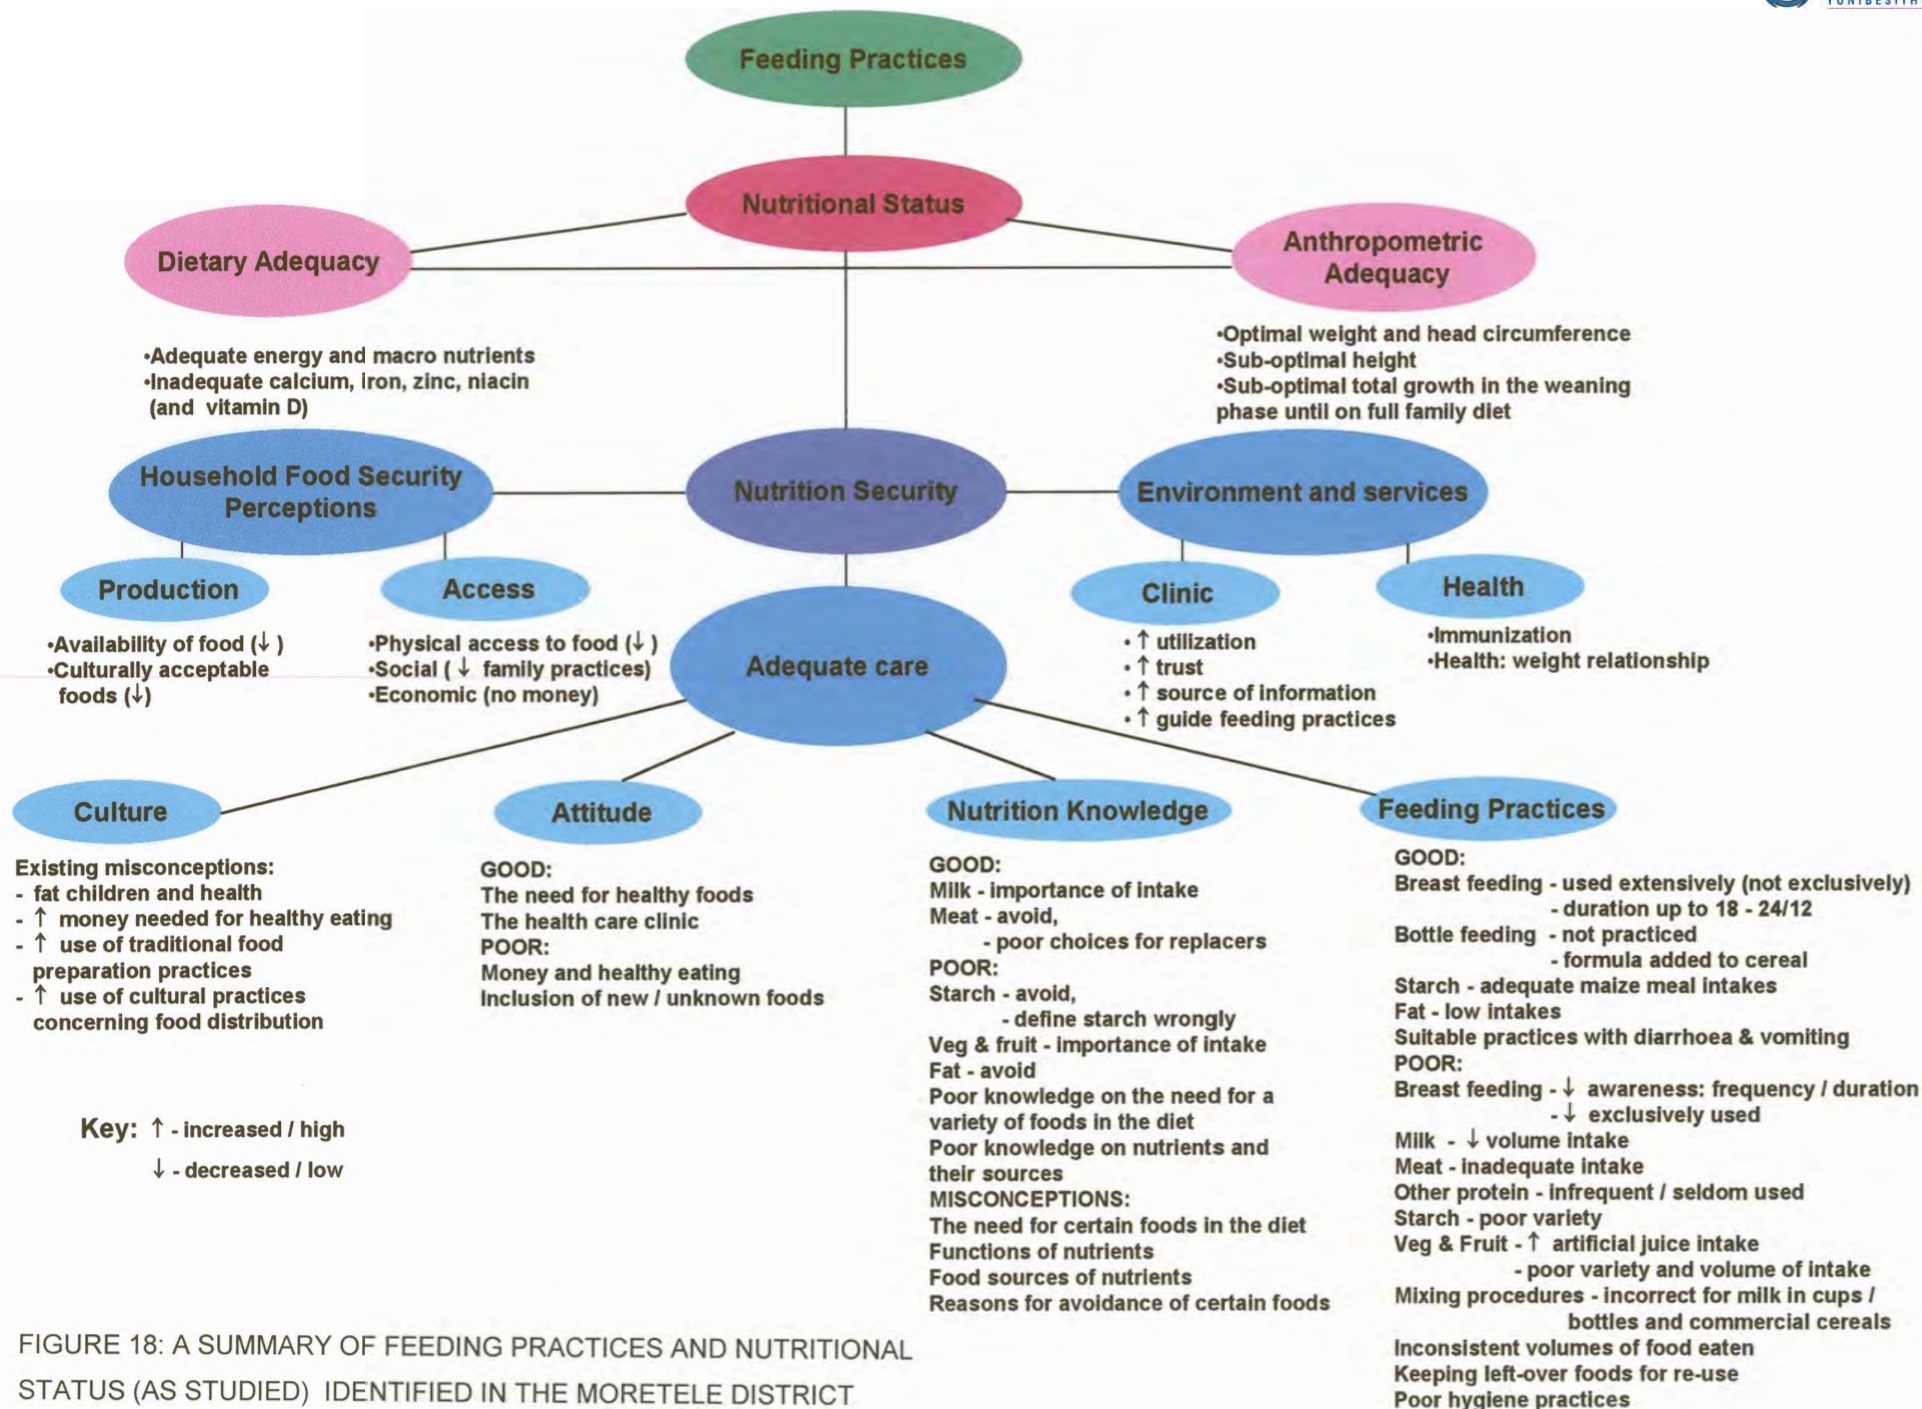 Feeding Practices
Nutritional Status
Dietary Adequacy
Anthropometric
Adequacy
•Adequate energy and macro nutrients
•Inadequate calcium, iron, zinc, niacin
(and vitamin D)
•Optimal weight and head circumference
•Sub-optimal height
•Sub-optimal total growth in the weaning
phase until on full family diet
Household Food Security
Perceptions
Nutrition Security
Environment and services
Production
Access
Clinic
Health
•Availability of food (↓ )
•Culturally acceptable
foods (↓)
•Physical access to food (↓ )
•Social ( ↓ family practices)
•Economic (no money)
Adequate care
• ↑ utilization
• ↑ trust
• ↑ source of information
• ↑ guide feeding practices
•Immunization
•Health: weight relationship
Culture
Existing misconceptions:
- fat children and health
- ↑ money needed for healthy eating
- ↑ use of traditional food
preparation practices
- ↑ use of cultural practices
concerning food distribution
Attitude
GOOD:
The need for healthy foods
The health care clinic
POOR:
Money and healthy eating
Inclusion of new / unknown foods
Nutrition Knowledge
GOOD:
Milk - importance of intake
Meat - avoid,
- poor choices for replacers
POOR:
Starch - avoid,
- define starch wrongly
Veg & fruit - importance of intake
Fat - avoid
Poor knowledge on the need for a
variety of foods in the diet
Poor knowledge on nutrients and
their sources
MISCONCEPTIONS:
The need for certain foods in the diet
Functions of nutrients
Food sources of nutrients
Reasons for avoidance of certain foods
Feeding Practices
GOOD:
Breast feeding - used extensively (not exclusively)
- duration up to 18 - 24/12
Bottle feeding - not practiced
- formula added to cereal
Starch - adequate maize meal intakes
Fat - low intakes
Suitable practices with diarrhoea & vomiting
POOR:
Breast feeding - ↓ awareness: frequency / duration
- ↓ exclusively used
Milk - ↓ volume intake
Meat - inadequate intake
Other protein - infrequent / seldom used
Starch - poor variety
Veg & Fruit - ↑ artificial juice intake
- poor variety and volume of intake
Mixing procedures - incorrect for milk in cups /
bottles and commercial cereals
Inconsistent volumes of food eaten
Keeping left-over foods for re-use
Poor hygiene practices
Key: ↑ - increased / high
↓ - decreased / low
FIGURE 18: A SUMMARY OF FEEDING PRACTICES AND NUTRITIONAL
STATUS (AS STUDIED) IDENTIFIED IN THE MORETELE DISTRICT